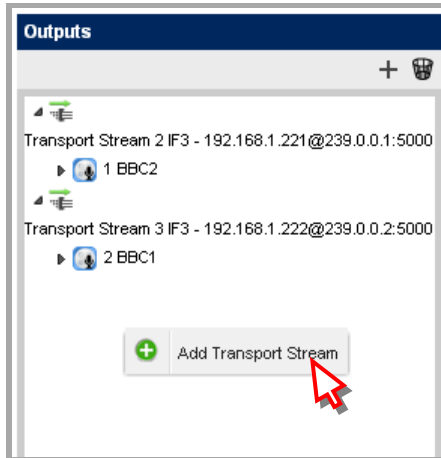 Outputs
Transport Stream 2 IF3 - 192.168.1.221@239.0.0.1:5000
1 BBC2
Transport Stream 3 IF3 - 192.168.1.222@239.0.0.2:5000
2 BBC1
Add Transport Stream